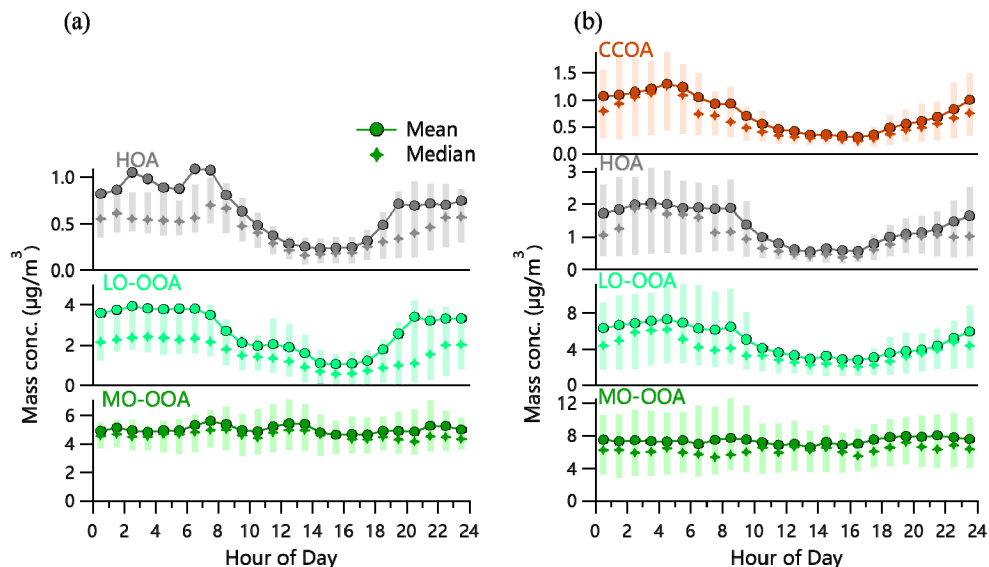 (a)
Mean
Median
HOA
1.0
0.5
0.0
LO-OOA
4
2
0
MO-OOA
6
4
2
0
Mass conc. (µg/m³)
0 2 4 6 8 10 12 14 16 18 20 22 24
Hour of Day
(b)
CCOA
1.5
1.0
0.5
0.0
HOA
3
2
1
0
LO-OOA
8
4
0
MO-OOA
12
8
4
0
Mass conc. (µg/m³)
0 2 4 6 8 10 12 14 16 18 20 22 24
Hour of Day